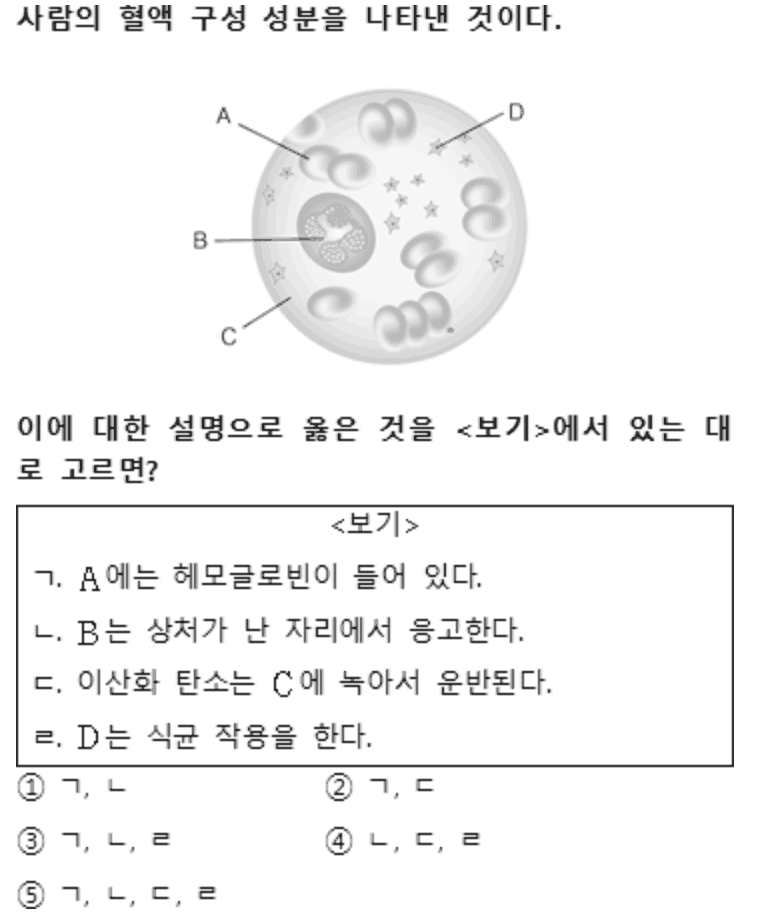 사람의 혈액 구성 성분을 나타낸 것이다.
A
D
B
C
이에 대한 설명으로 옳은 것을 <보기>에서 있는 대
로 고르면?
<보기>
ㄱ. A에는 헤모글로빈이 들어 있다.
ㄴ. B는 상처가 난 자리에서 응고한다.
ㄷ. 이산화 탄소는 C에 녹아서 운반된다.
ㄹ. D는 식균 작용을 한다.
① ㄱ, ㄴ ② ㄱ, ㄷ
③ ㄱ, ㄴ, ㄹ ④ ㄴ, ㄷ, ㄹ
⑤ ㄱ, ㄴ, ㄷ, ㄹ